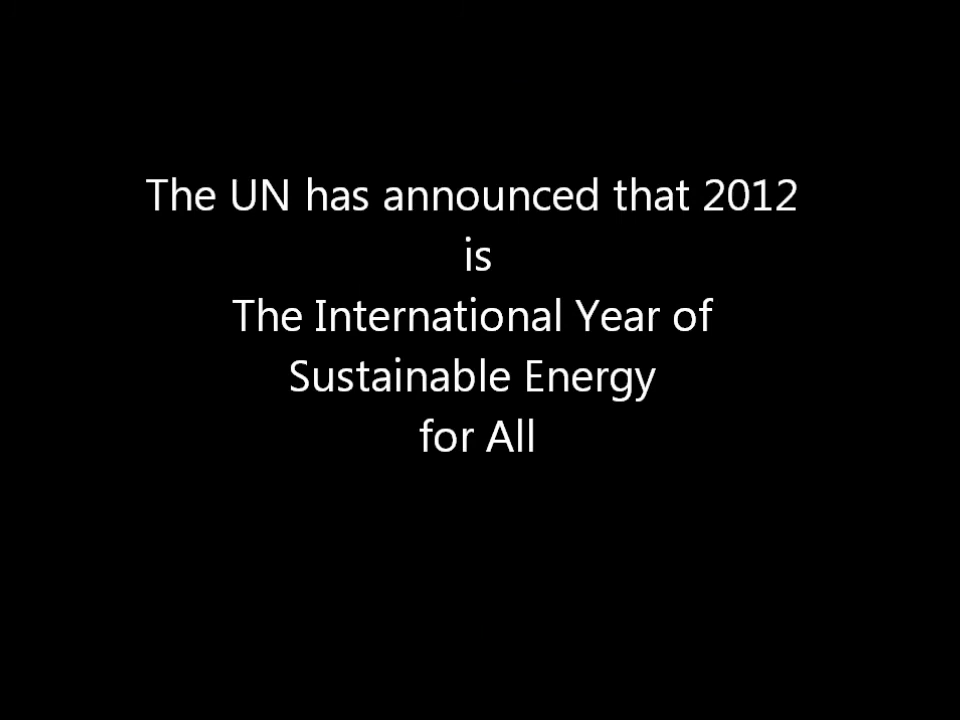 The UN has announced that 2012
is
The International Year of
Sustainable Energy
for All